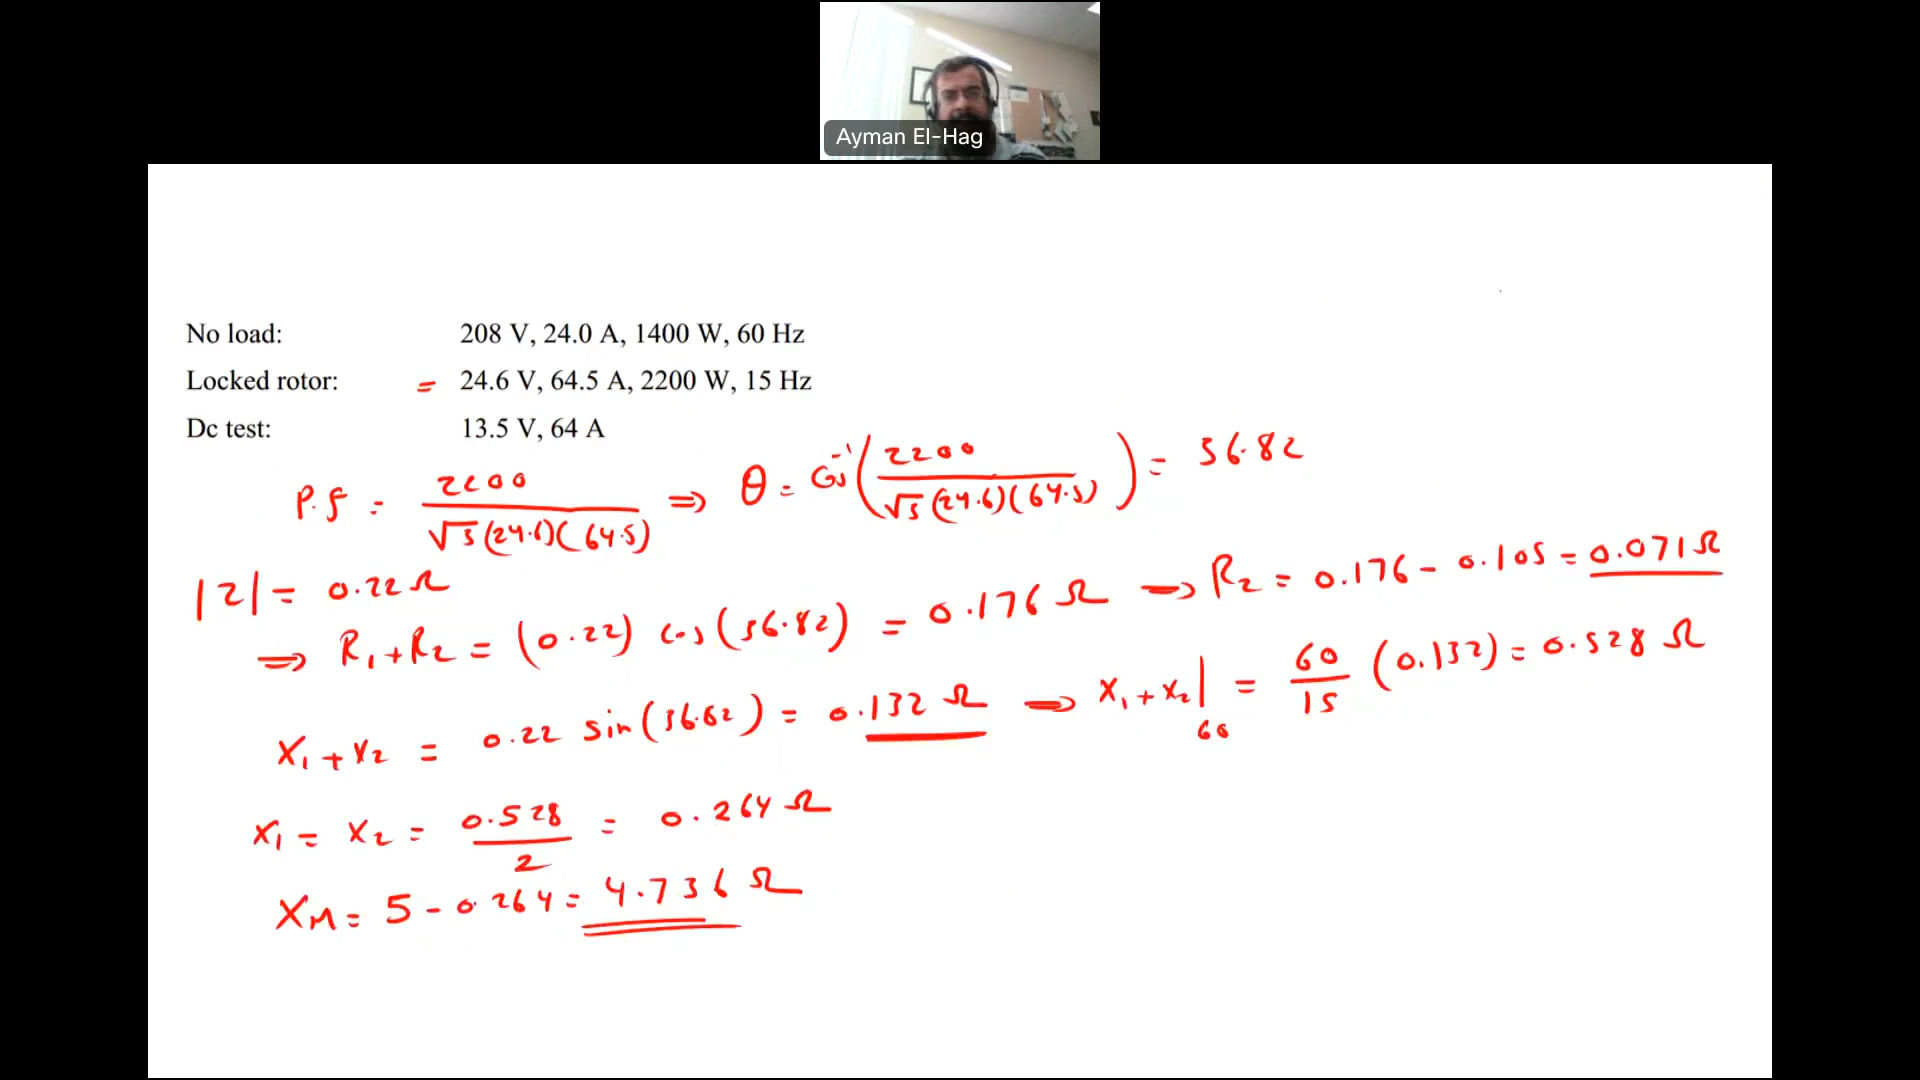 Ayman El-Hag
No load: 208 V, 24.0 A, 1400 W, 60 Hz
Locked rotor: = 24.6 V, 64.5 A, 2200 W, 15 Hz
Dc test: 13.5 V, 64 A
P.f = 2200 / √3 (24.6)(64.5) ⇒ θ = Cos⁻¹ ( 2200 / √3 (24.6)(64.5) ) = 36.82
|Z| = 0.22 Ω
⇒ R₁ + R₂ = (0.22) cos(36.82) = 0.176 Ω ⇒ R₂ = 0.176 - 0.105 = 0.071 Ω
X₁ + X₂ = 0.22 sin(36.82) = 0.132 Ω ⇒ X₁ + X₂|₆₀ = 60/15 (0.132) = 0.528 Ω
X₁ = X₂ = 0.528 / 2 = 0.264 Ω
XM = 5 - 0.264 = 4.736 Ω